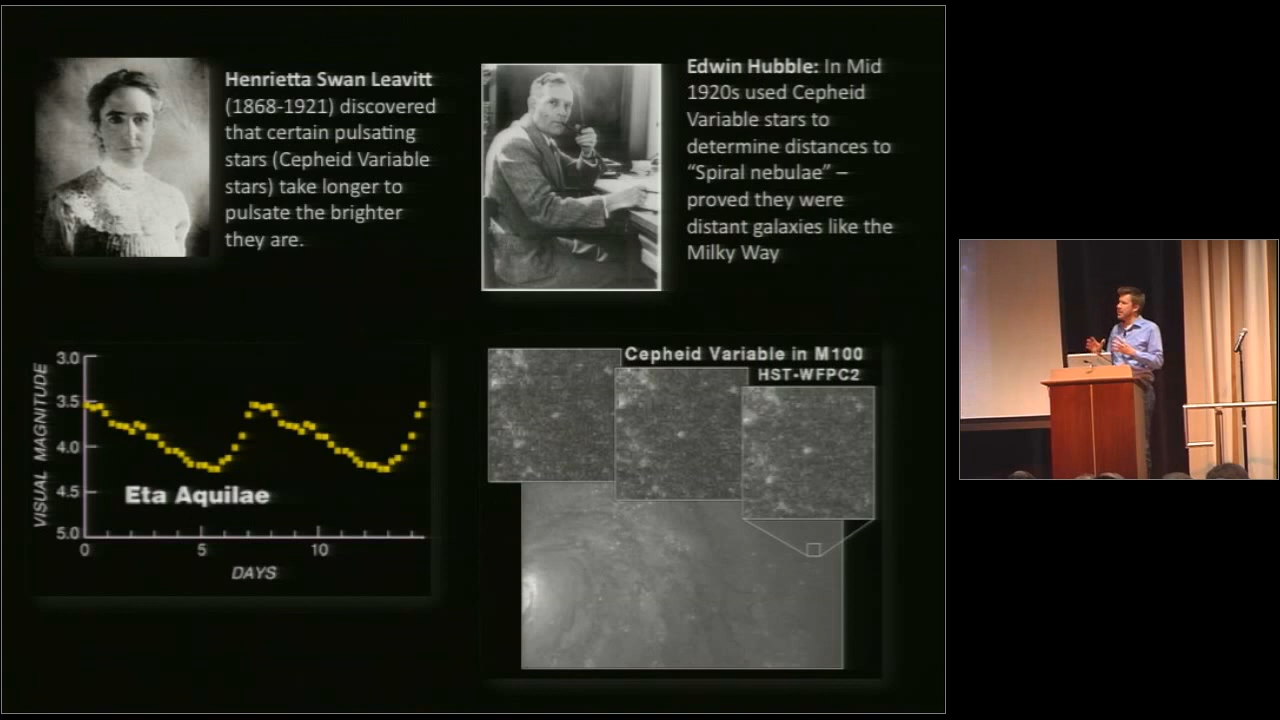 Henrietta Swan Leavitt
(1868-1921) discovered
that certain pulsating
stars (Cepheid Variable
stars) take longer to
pulsate the brighter
they are.
Edwin Hubble: In Mid
1920s used Cepheid
Variable stars to
determine distances to
“Spiral nebulae” –
proved they were
distant galaxies like the
Milky Way
VISUAL MAGNITUDE
3.0
3.5
4.0
4.5
5.0
Eta Aquilae
0 5 10
DAYS
Cepheid Variable in M100
HST-WFPC2